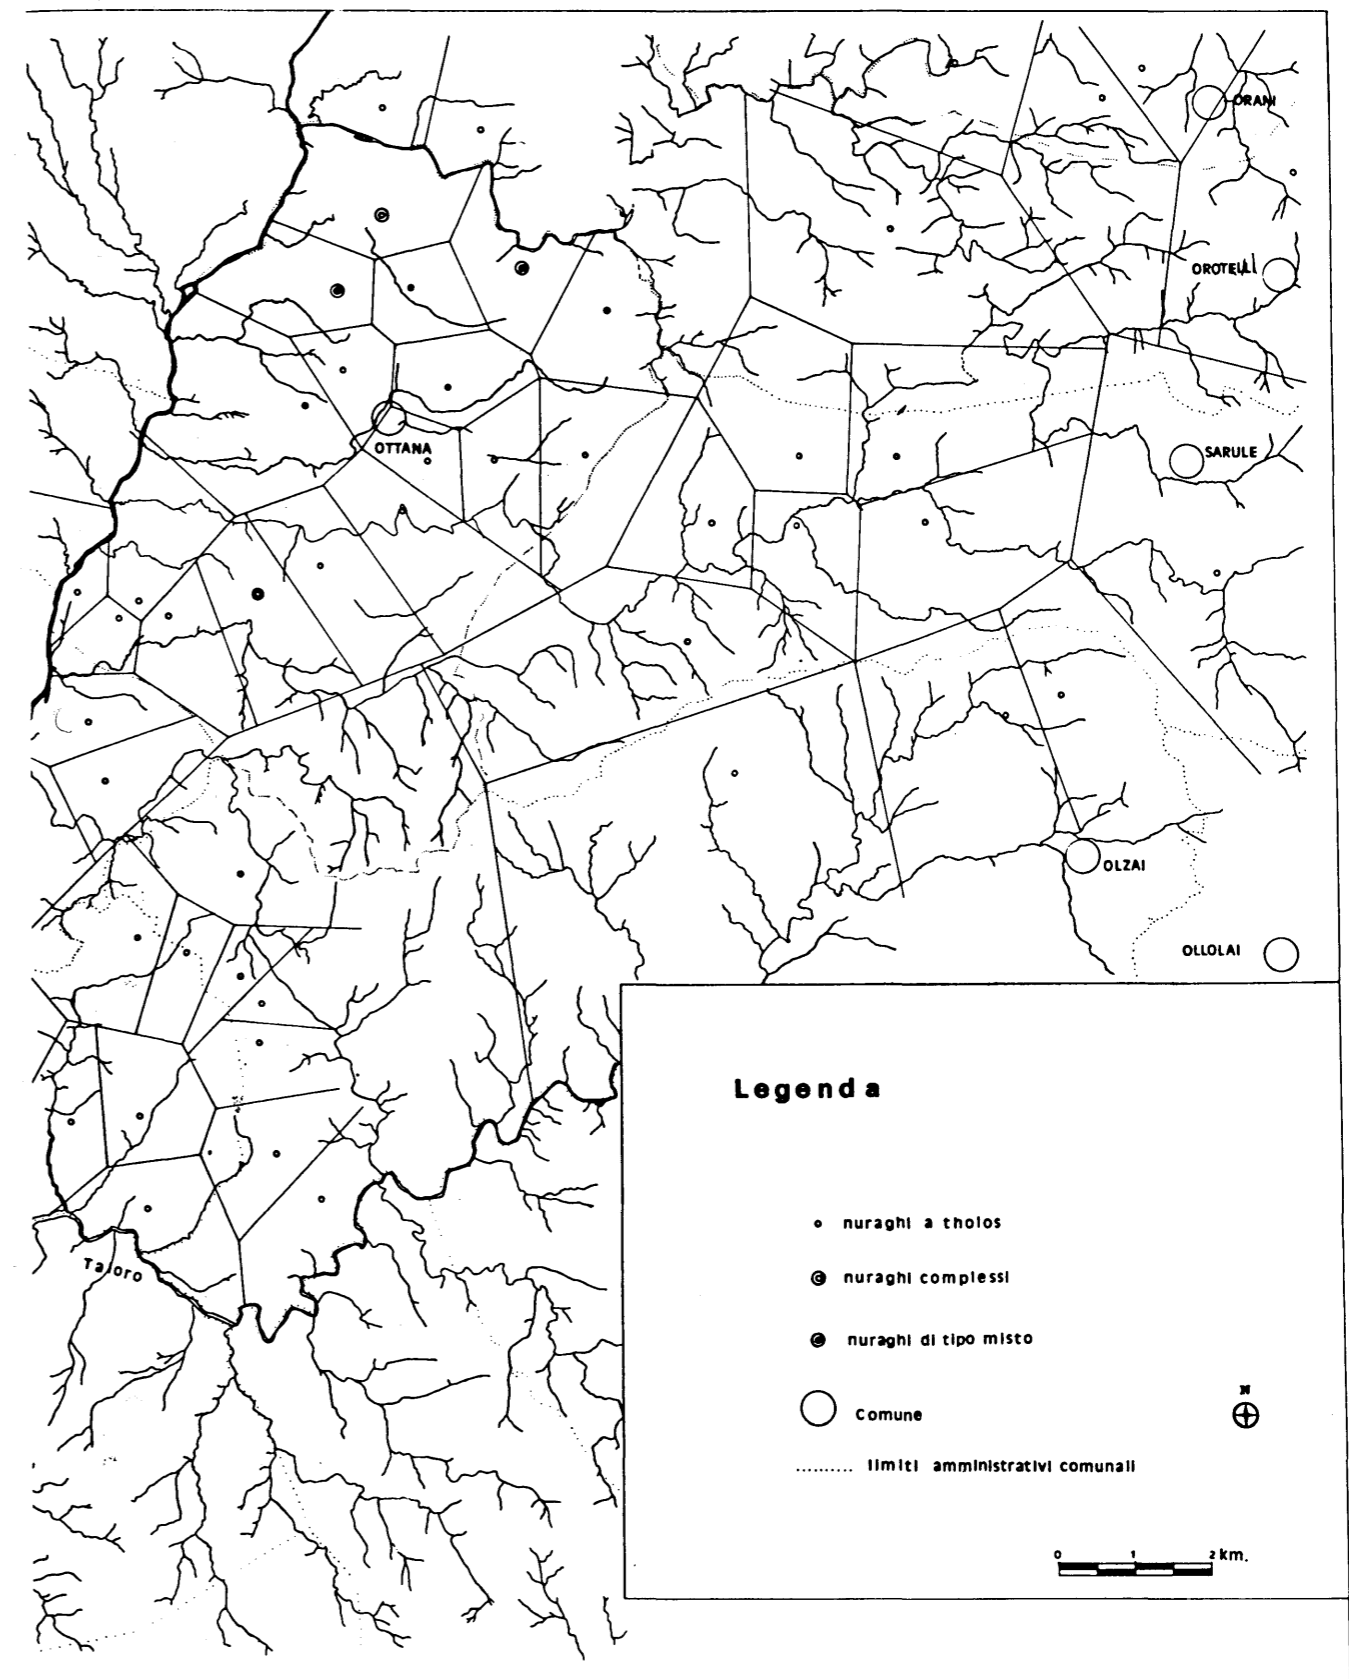 ORANI
OROTELLI
OTTANA
SARULE
OLZAI
OLLOLAI
Taloro
Legenda
nuraghi a tholos
nuraghi complessi
nuraghi di tipo misto
N
Comune
limiti amministrativi comunali
0 1 2 km.